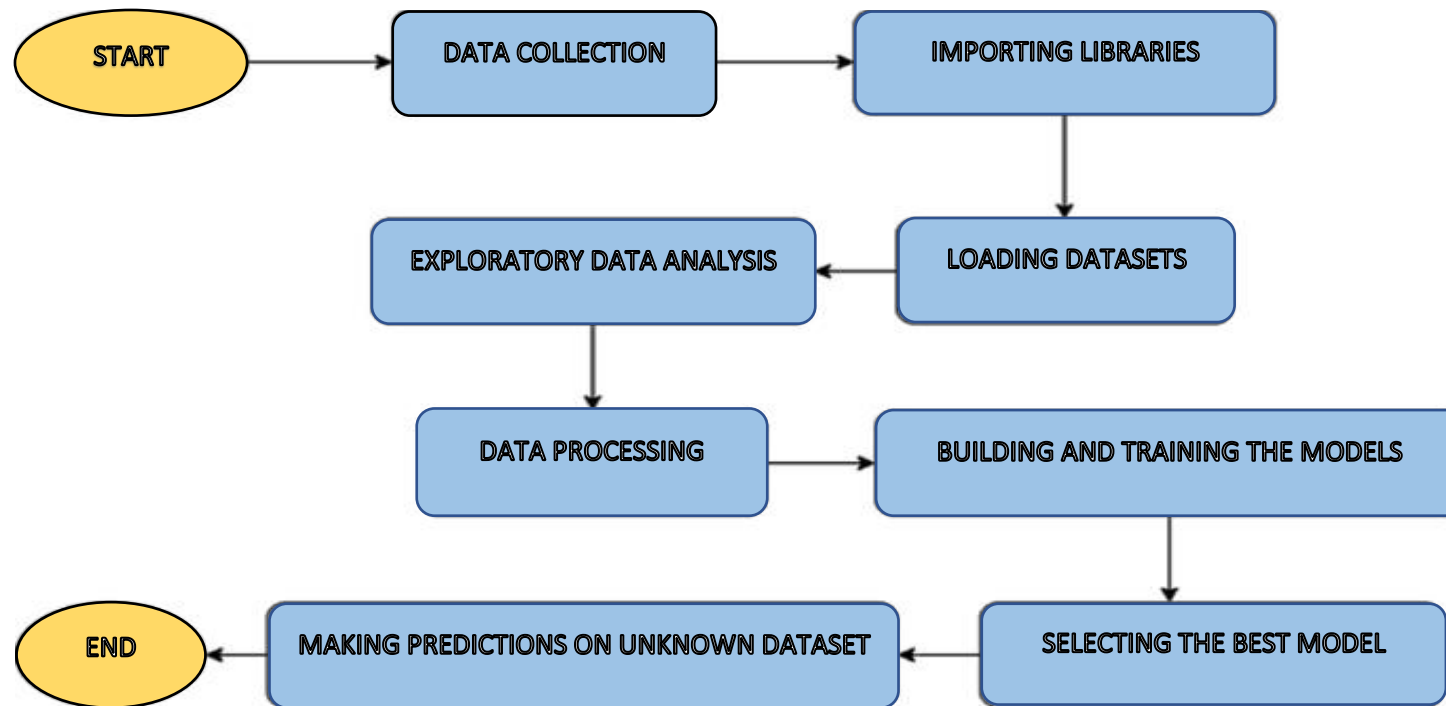 START
DATA COLLECTION
IMPORTING LIBRARIES
LOADING DATASETS
EXPLORATORY DATA ANALYSIS
DATA PROCESSING
BUILDING AND TRAINING THE MODELS
SELECTING THE BEST MODEL
MAKING PREDICTIONS ON UNKNOWN DATASET
END